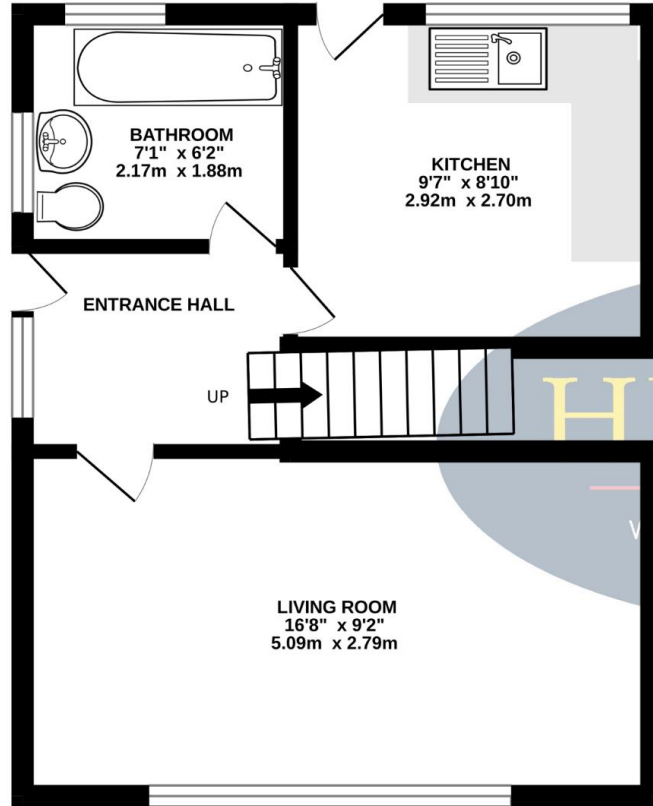 BATHROOM
7'1" x 6'2"
2.17m x 1.88m
KITCHEN
9'7" x 8'10"
2.92m x 2.70m
ENTRANCE HALL
UP
LIVING ROOM
16'8" x 9'2"
5.09m x 2.79m